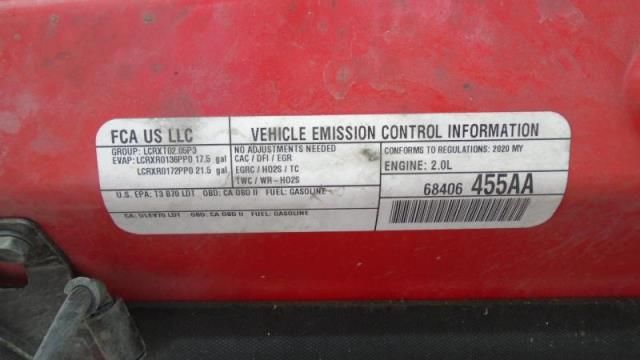 FCA US LLC
VEHICLE EMISSION CONTROL INFORMATION
GROUP: LCRXT02.05P3
EVAP: LCRXR0136PP0 17.5 gal
LCRXR0172PP0 21.5 gal
NO ADJUSTMENTS NEEDED
CAC / DFI / EGR
EGRC / HO2S / TC
TWC / WR-HO2S
CONFORMS TO REGULATIONS: 2020 MY
ENGINE: 2.0L
68406 455AA
U.S. EPA: T3 B70 LDT OBD: CA OBD II FUEL: GASOLINE
CA: ULEV70 LDT OBD: CA OBD II FUEL: GASOLINE